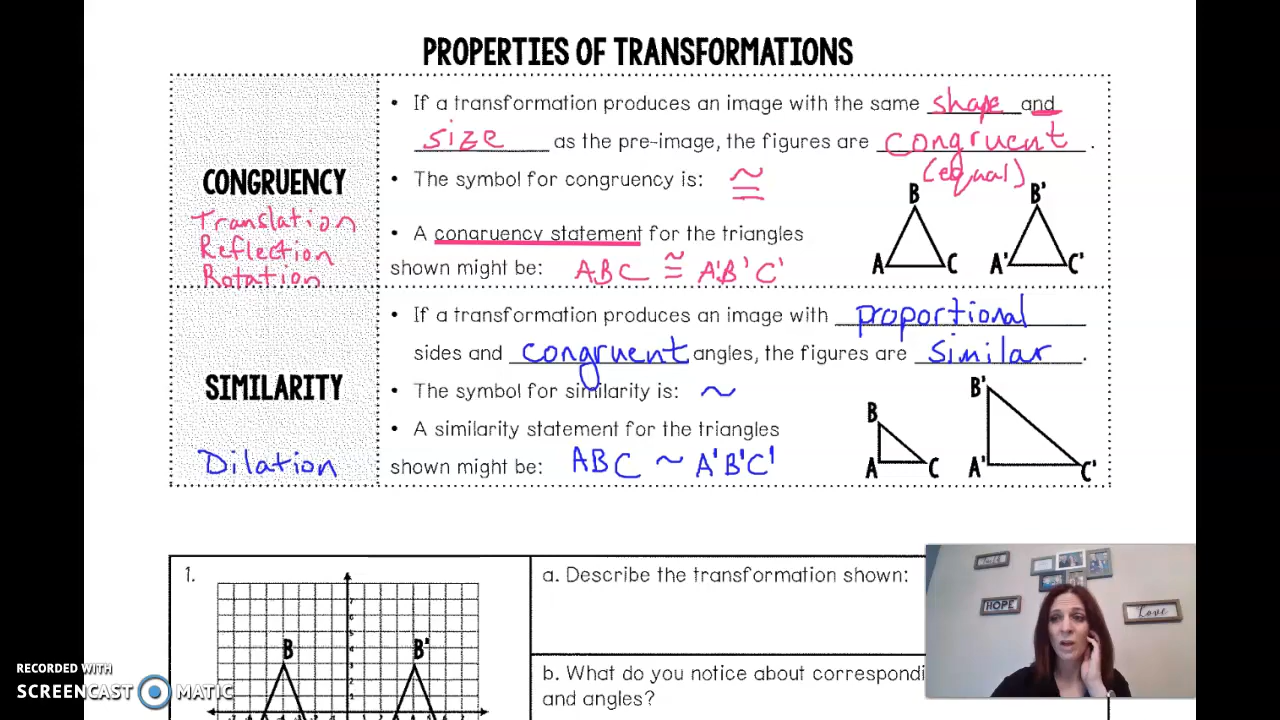 PROPERTIES OF TRANSFORMATIONS
CONGRUENCY
Translation
Reflection
Rotation
• If a transformation produces an image with the same shape and
size as the pre-image, the figures are congruent.
(equal)
• The symbol for congruency is: ≅
• A congruency statement for the triangles
shown might be: ABC ≅ A'B'C'
B B'
A C A' C'
SIMILARITY
Dilation
• If a transformation produces an image with proportional
sides and congruent angles, the figures are similar.
• The symbol for similarity is: ~
• A similarity statement for the triangles
shown might be: ABC ~ A'B'C'
B B'
A C A' C'
1.
B B'
a. Describe the transformation shown:
b. What do you notice about correspondi
and angles?
HOPE
Love
RECORDED WITH
SCREENCAST MATIC